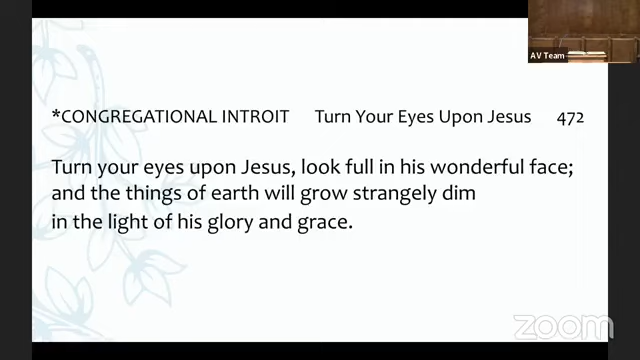 AV Team
*CONGREGATIONAL INTROIT Turn Your Eyes Upon Jesus 472
Turn your eyes upon Jesus, look full in his wonderful face;
and the things of earth will grow strangely dim
in the light of his glory and grace.
zoom